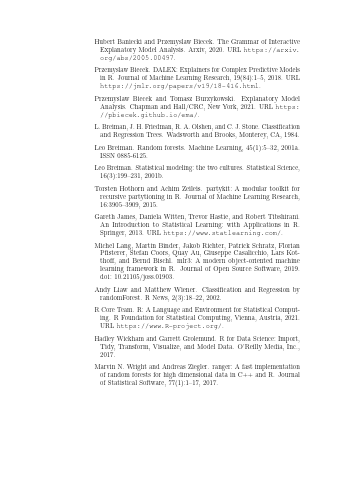 Hubert Baniecki and Przemyslaw Biecek. The Grammar of Interactive
Explanatory Model Analysis. Arxiv, 2020. URL https://arxiv.
org/abs/2005.00497.
Przemyslaw Biecek. DALEX: Explainers for Complex Predictive Models
in R. Journal of Machine Learning Research, 19(84):1–5, 2018. URL
https://jmlr.org/papers/v19/18-416.html.
Przemyslaw Biecek and Tomasz Burzykowski. Explanatory Model
Analysis. Chapman and Hall/CRC, New York, 2021. URL https:
//pbiecek.github.io/ema/.
L. Breiman, J. H. Friedman, R. A. Olshen, and C. J. Stone. Classification
and Regression Trees. Wadsworth and Brooks, Monterey, CA, 1984.
Leo Breiman. Random forests. Machine Learning, 45(1):5–32, 2001a.
ISSN 0885-6125.
Leo Breiman. Statistical modeling: the two cultures. Statistical Science,
16(3):199–231, 2001b.
Torsten Hothorn and Achim Zeileis. partykit: A modular toolkit for
recursive partytioning in R. Journal of Machine Learning Research,
16:3905–3909, 2015.
Gareth James, Daniela Witten, Trevor Hastie, and Robert Tibshirani.
An Introduction to Statistical Learning: with Applications in R.
Springer, 2013. URL https://www.statlearning.com/.
Michel Lang, Martin Binder, Jakob Richter, Patrick Schratz, Florian
Pfisterer, Stefan Coors, Quay Au, Giuseppe Casalicchio, Lars Kot-
thoff, and Bernd Bischl. mlr3: A modern object-oriented machine
learning framework in R. Journal of Open Source Software, 2019.
doi: 10.21105/joss.01903.
Andy Liaw and Matthew Wiener. Classification and Regression by
randomForest. R News, 2(3):18–22, 2002.
R Core Team. R: A Language and Environment for Statistical Comput-
ing. R Foundation for Statistical Computing, Vienna, Austria, 2021.
URL https://www.R-project.org/.
Hadley Wickham and Garrett Grolemund. R for Data Science: Import,
Tidy, Transform, Visualize, and Model Data. O'Reilly Media, Inc.,
2017.
Marvin N. Wright and Andreas Ziegler. ranger: A fast implementation
of random forests for high dimensional data in C++ and R. Journal
of Statistical Software, 77(1):1–17, 2017.